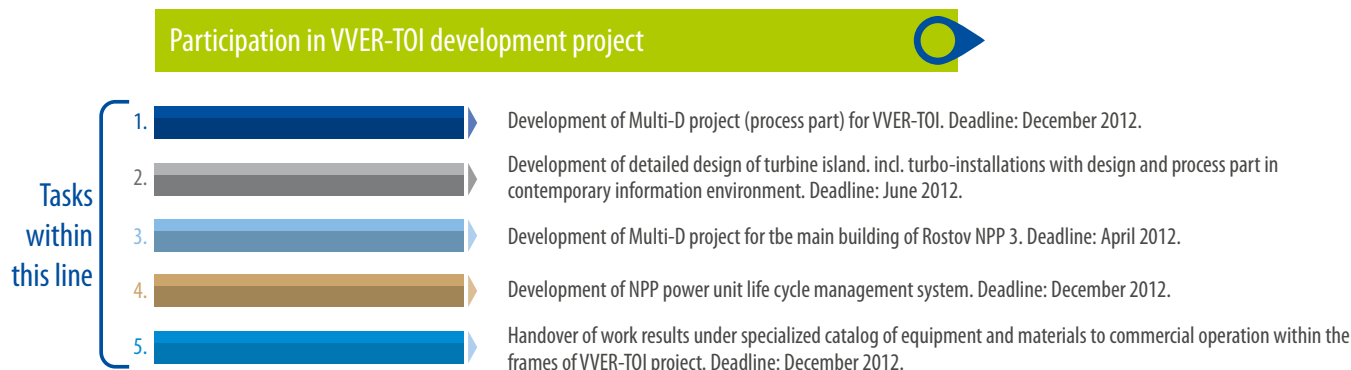 Participation in VVER-TOI development project
Tasks
within
this line
1.
Development of Multi-D project (process part) for VVER-TOI. Deadline: December 2012.
2.
Development of detailed design of turbine island. incl. turbo-installations with design and process part in
contemporary information environment. Deadline: June 2012.
3.
Development of Multi-D project for tbe main building of Rostov NPP 3. Deadline: April 2012.
4.
Development of NPP power unit life cycle management system. Deadline: December 2012.
5.
Handover of work results under specialized catalog of equipment and materials to commercial operation within the
frames of VVER-TOI project. Deadline: December 2012.